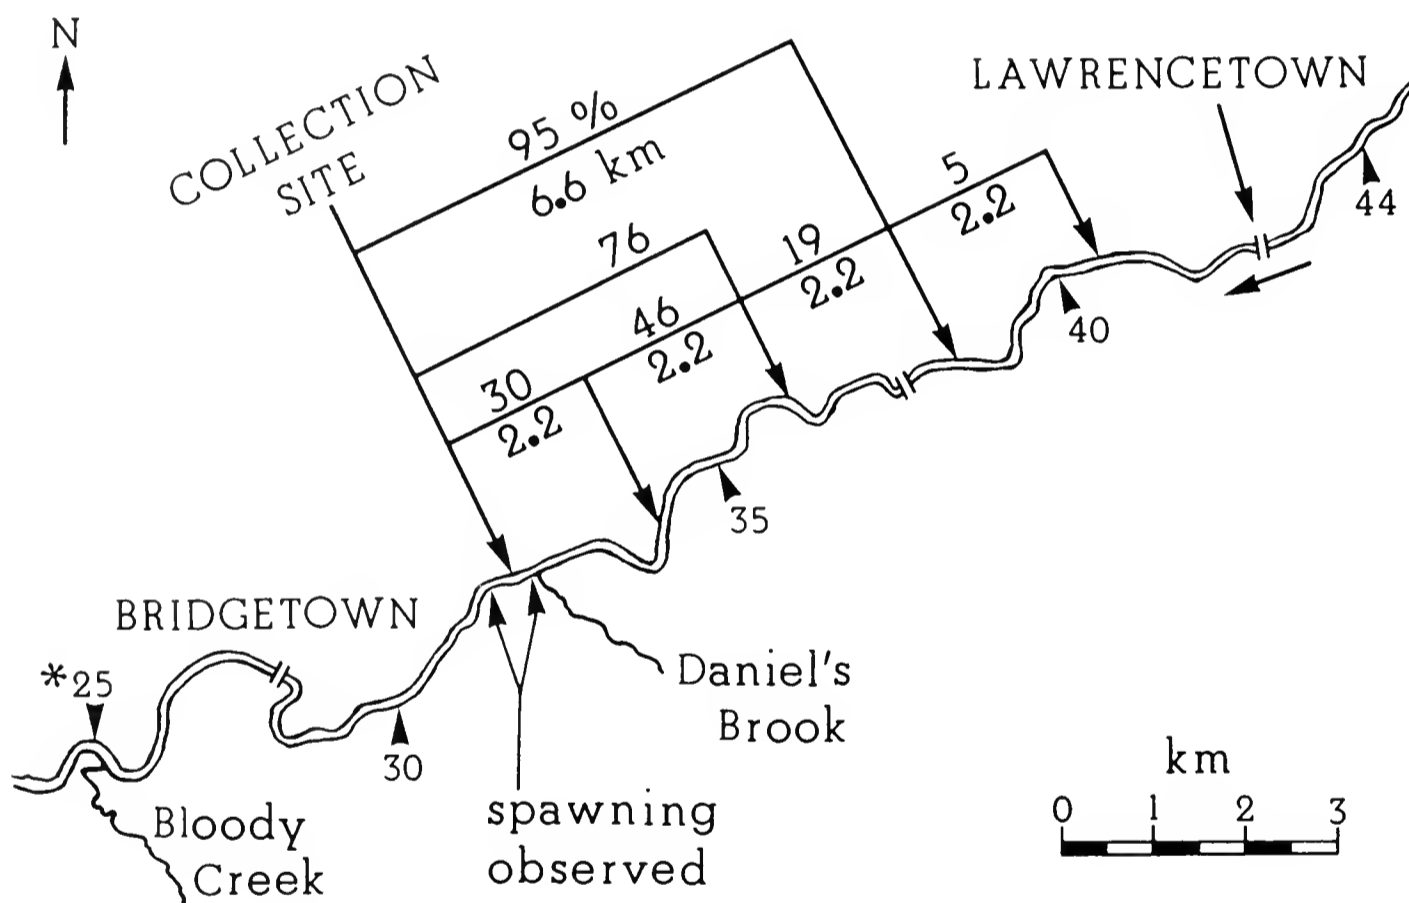 N
COLLECTION
SITE
95 %
6.6 km
LAWRENCETOWN
5
2.2
44
76
19
2.2
46
2.2
40
30
2.2
35
BRIDGETOWN
*25
Daniel's
Brook
30
km
0 1 2 3
spawning
observed
Bloody
Creek